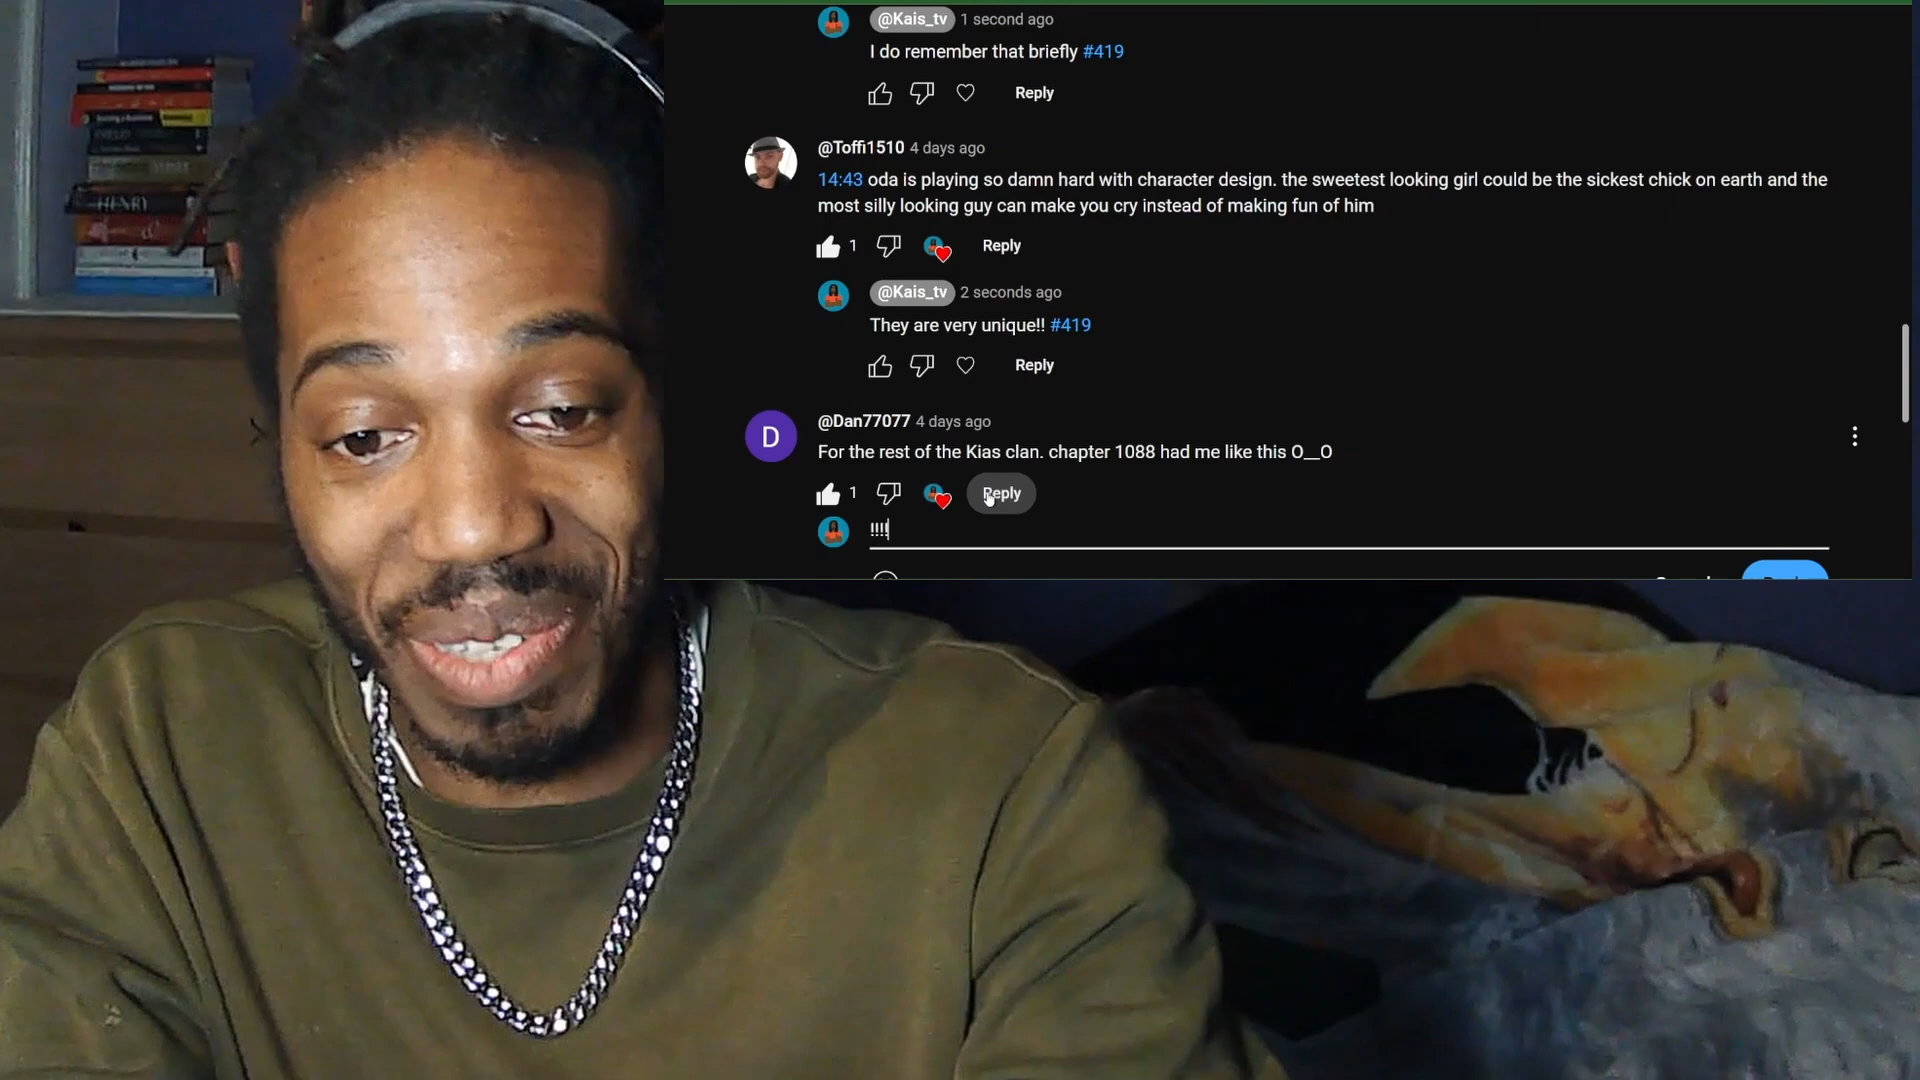 @Kais_tv 1 second ago
I do remember that briefly #419
Reply
@Toffi1510 4 days ago
14:43 oda is playing so damn hard with character design. the sweetest looking girl could be the sickest chick on earth and the
most silly looking guy can make you cry instead of making fun of him
1 Reply
@Kais_tv 2 seconds ago
They are very unique!! #419
Reply
D
@Dan77077 4 days ago
For the rest of the Kias clan. chapter 1088 had me like this O__O
1 Reply
!!!!
HENRY